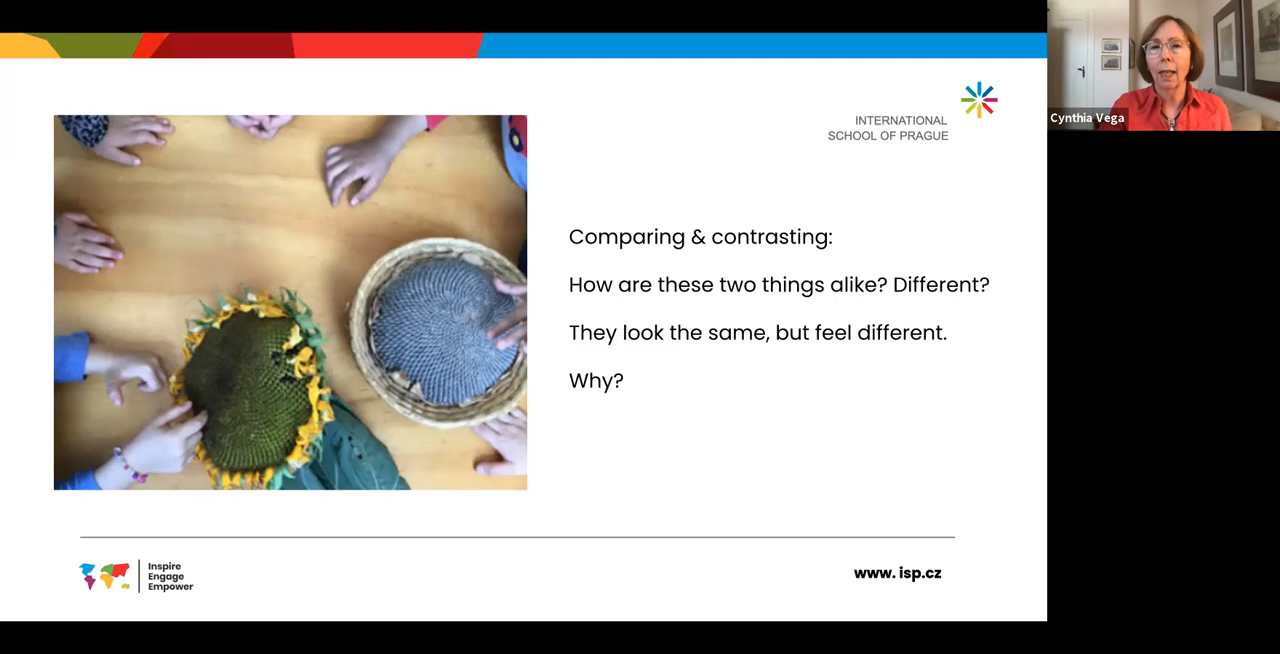 INTERNATIONAL
SCHOOL OF PRAGUE
Cynthia Vega
Comparing & contrasting:
How are these two things alike? Different?
They look the same, but feel different.
Why?
Inspire
Engage
Empower
www. isp.cz